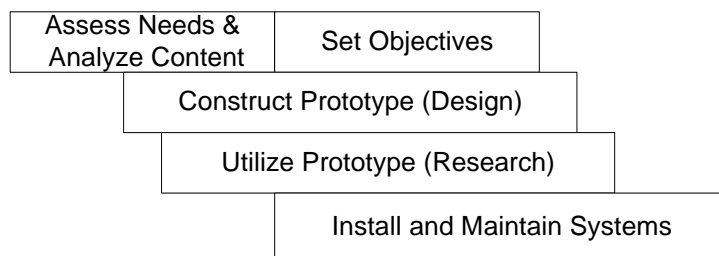 Assess Needs &
Analyze Content
Set Objectives
Construct Prototype (Design)
Utilize Prototype (Research)
Install and Maintain Systems